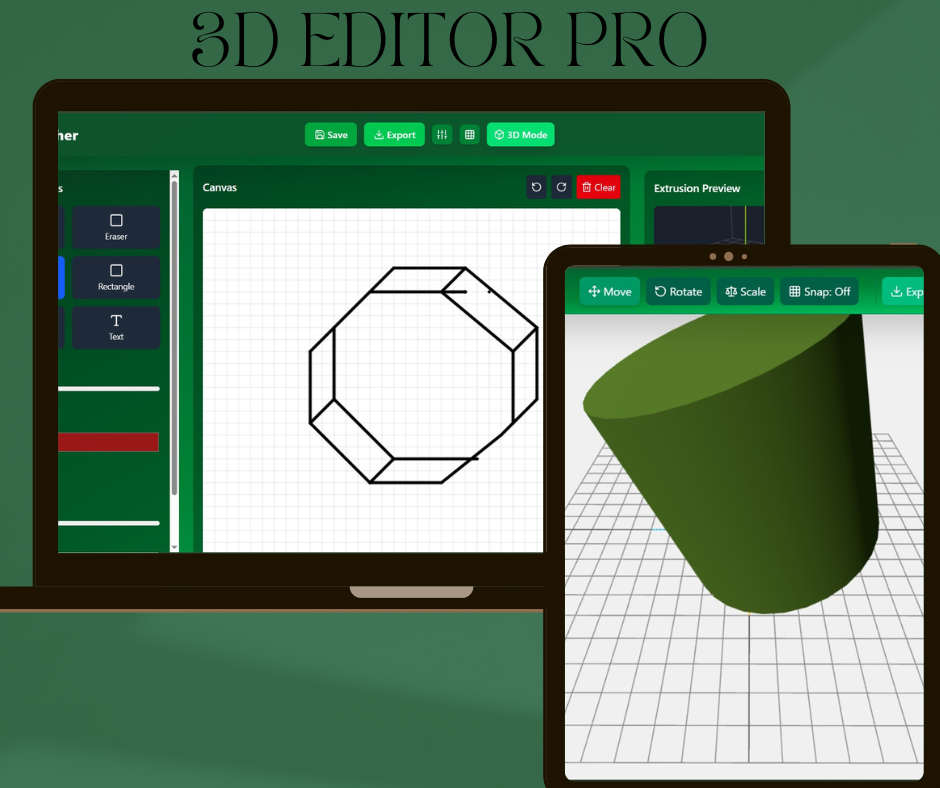 3D EDITOR PRO
her
Save
Export
3D Mode
s
Canvas
Clear
Extrusion Preview
Eraser
Rectangle
T
Text
Move
Rotate
Scale
Snap: Off
Exp